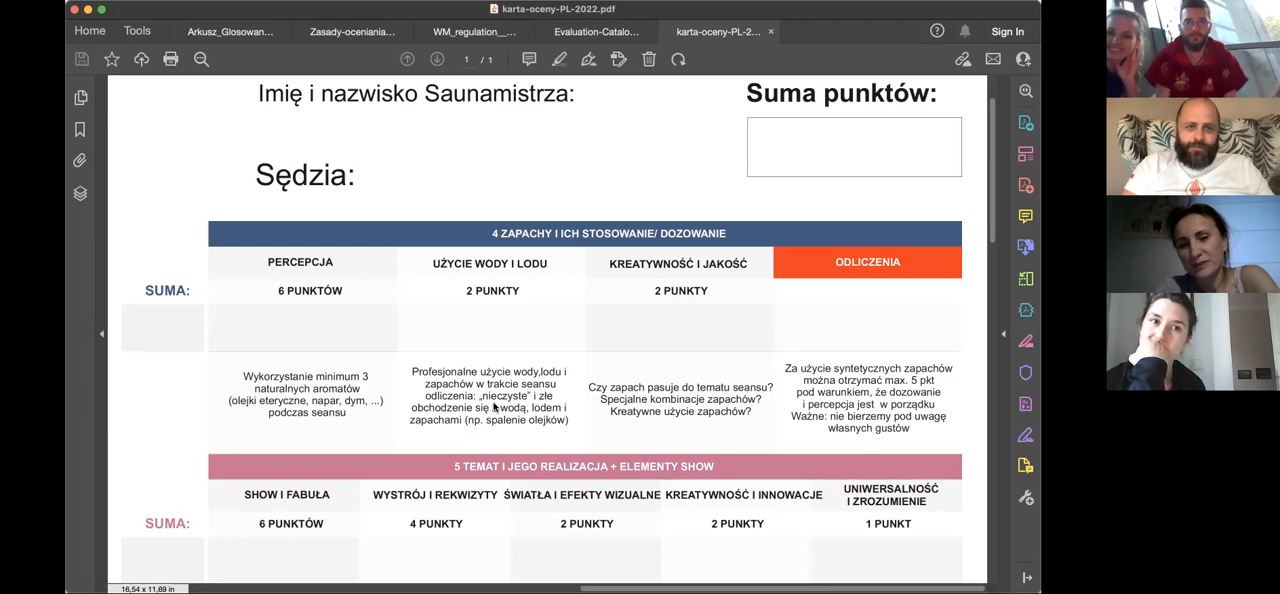 karta-oceny-PL-2022.pdf
Home Tools Arkusz_Glosowan... Zasady-oceniania... WM_regulation__... Evaluation-Catalo... karta-oceny-PL-2... × Sign In
1 / 1
Imię i nazwisko Saunamistrza: Suma punktów:
Sędzia:
4 ZAPACHY I ICH STOSOWANIE/ DOZOWANIE
PERCEPCJA UŻYCIE WODY I LODU KREATYWNOŚĆ I JAKOŚĆ ODLICZENIA
SUMA: 6 PUNKTÓW 2 PUNKTY 2 PUNKTY
Wykorzystanie minimum 3
naturalnych aromatów
(olejki eteryczne, napar, dym, ...)
podczas seansu
Profesjonalne użycie wody,lodu i
zapachów w trakcie seansu
odliczenia: „nieczyste” i złe
obchodzenie się wodą, lodem i
zapachami (np. spalenie olejków)
Czy zapach pasuje do tematu seansu?
Specjalne kombinacje zapachów?
Kreatywne użycie zapachów?
Za użycie syntetycznych zapachów
można otrzymać max. 5 pkt
pod warunkiem, że dozowanie
i percepcja jest w porządku
Ważne: nie bierzemy pod uwagę
własnych gustów
5 TEMAT I JEGO REALIZACJA + ELEMENTY SHOW
SHOW I FABUŁA WYSTRÓJ I REKWIZYTY ŚWIATŁA I EFEKTY WIZUALNE KREATYWNOŚĆ I INNOWACJE UNIWERSALNOŚĆ
I ZROZUMIENIE
SUMA: 6 PUNKTÓW 4 PUNKTY 2 PUNKTY 2 PUNKTY 1 PUNKT
16,54 x 11,69 in